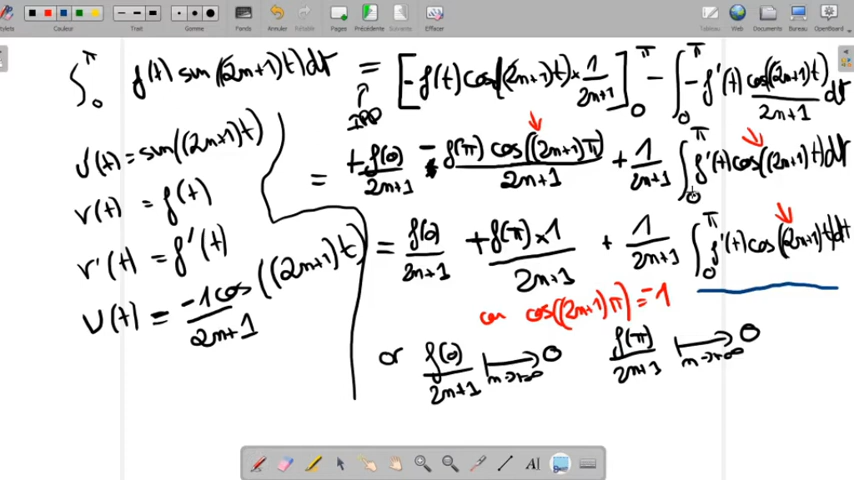 Couleur
Gomme
Fonds
Annuler
Rétablir
Pages
Précédente
Suivante
Effacer
Tableau
Web
Documents
Bureau
OpenBoard
∫₀^π f(t) sin((2n+1)t)dt = [-f(t) cos((2n+1)t) × 1/(2n+1)]₀^π - ∫₀^π -f'(t) cos((2n+1)t)/(2n+1) dt
IPP
u'(t) = sin((2n+1)t)
v(t) = f(t)
v'(t) = f'(t)
u(t) = -1cos((2n+1)t)/(2n+1)
= +f(0)/(2n+1) - f(π) cos((2n+1)π)/(2n+1) + 1/(2n+1) ∫₀^π f'(t) cos((2n+1)t)dt
= f(0)/(2n+1) + f(π)×1/(2n+1) + 1/(2n+1) ∫₀^π f'(t) cos((2n+1)t)dt
car cos((2n+1)π) = -1
or f(0)/(2n+1) ⟼ 0 n→+∞ f(π)/(2n+1) ⟼ 0 n→+∞